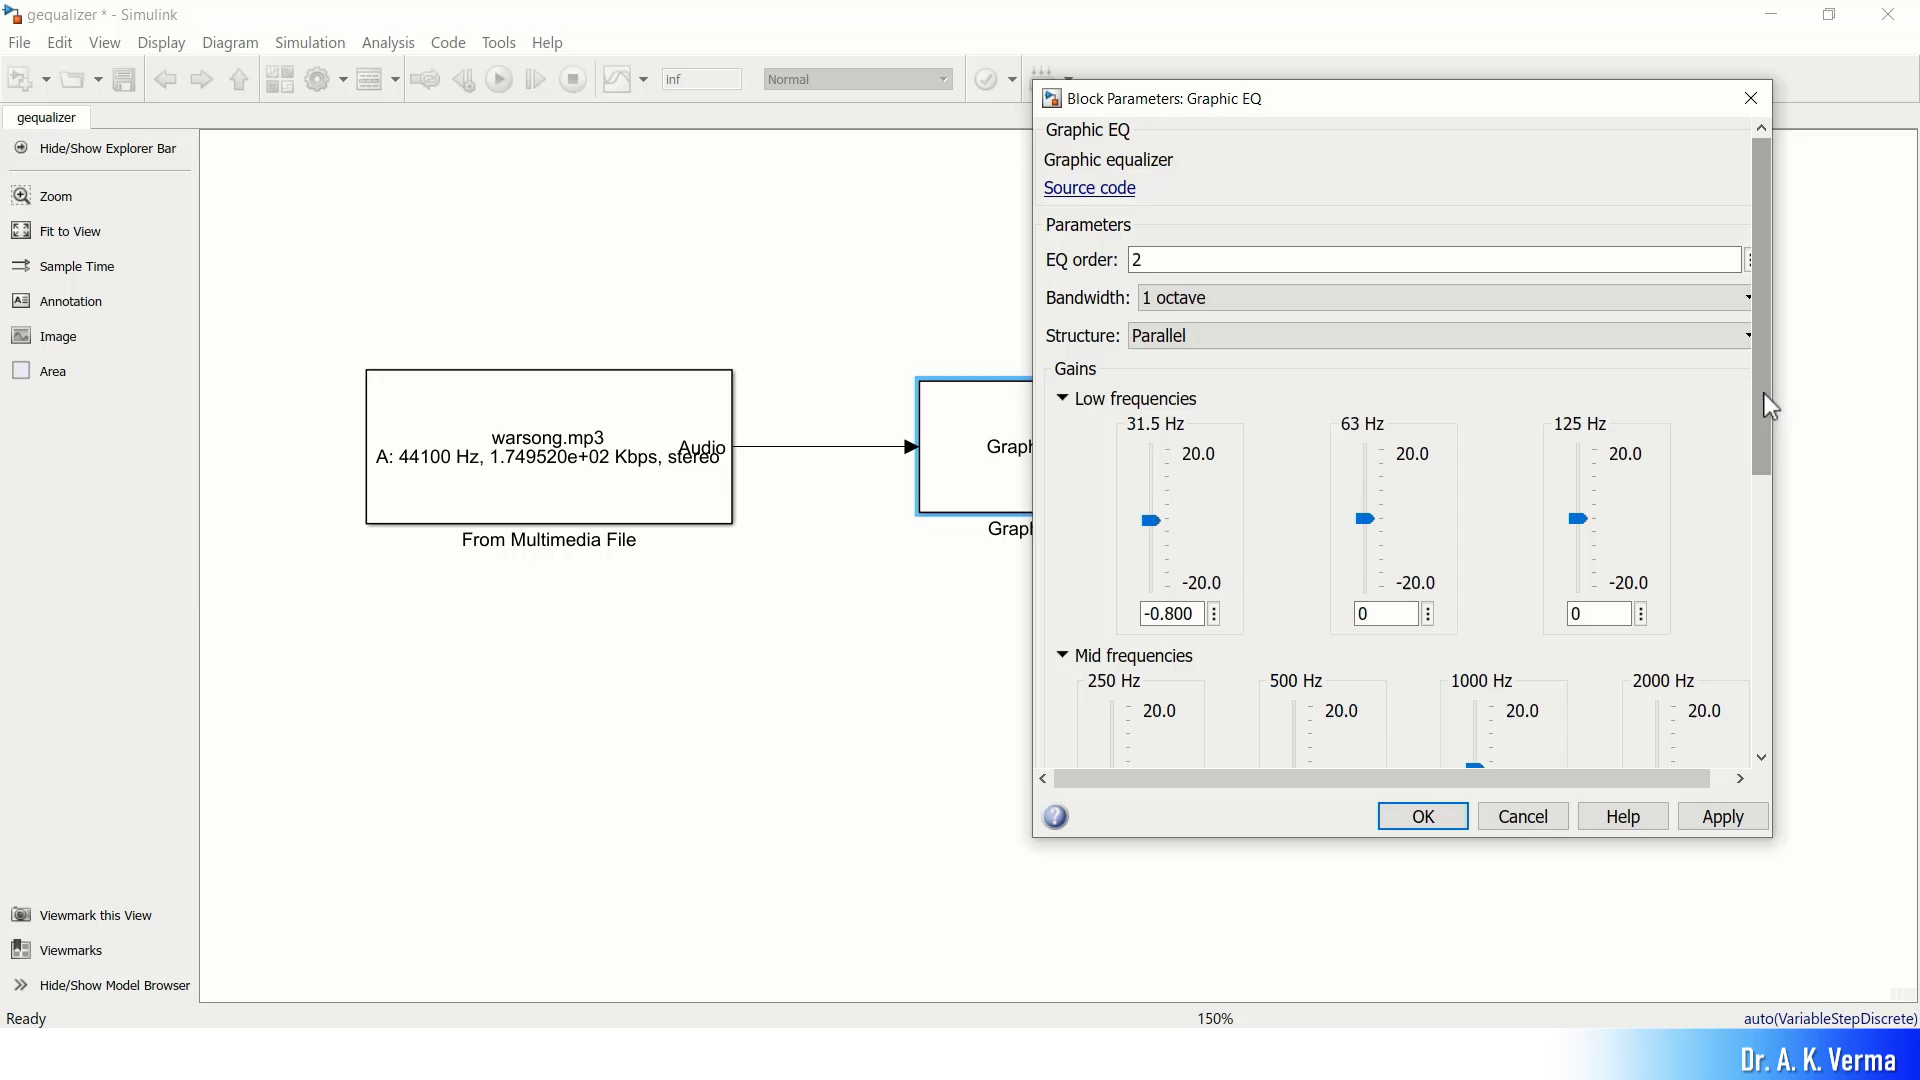 gequalizer * - Simulink
File Edit View Display Diagram Simulation Analysis Code Tools Help
inf
Normal
gequalizer
Hide/Show Explorer Bar
Zoom
Fit to View
Sample Time
Annotation
Image
Area
Viewmark this View
Viewmarks
Hide/Show Model Browser
warsong.mp3
A: 44100 Hz, 1.749520e+02 Kbps, stereo
Audio
From Multimedia File
Graph
Graph
Block Parameters: Graphic EQ
Graphic EQ
Graphic equalizer
Source code
Parameters
EQ order: 2
Bandwidth: 1 octave
Structure: Parallel
Gains
Low frequencies
31.5 Hz 63 Hz 125 Hz
20.0 20.0 20.0
-20.0 -20.0 -20.0
-0.800 0 0
Mid frequencies
250 Hz 500 Hz 1000 Hz 2000 Hz
20.0 20.0 20.0 20.0
OK Cancel Help Apply
Ready
150%
auto(VariableStepDiscrete)
Dr. A. K. Verma